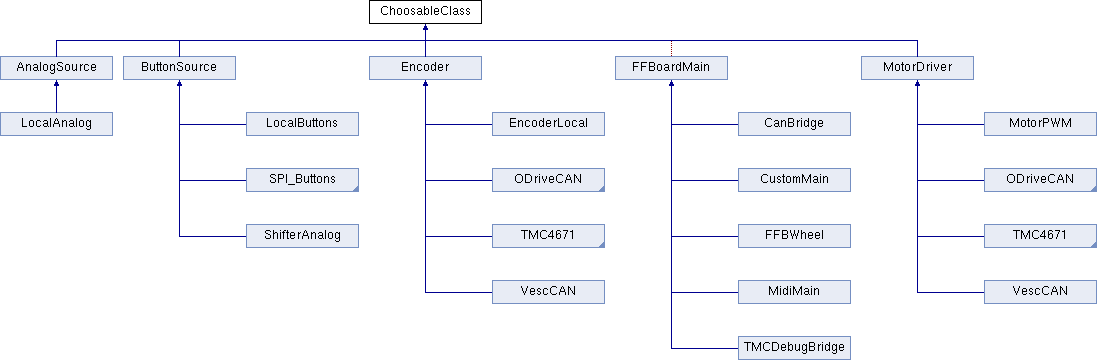 ChoosableClass
AnalogSource
ButtonSource
Encoder
FFBoardMain
MotorDriver
LocalAnalog
LocalButtons
EncoderLocal
CanBridge
MotorPWM
SPI_Buttons
ODriveCAN
CustomMain
ODriveCAN
ShifterAnalog
TMC4671
FFBWheel
TMC4671
VescCAN
MidiMain
VescCAN
TMCDebugBridge